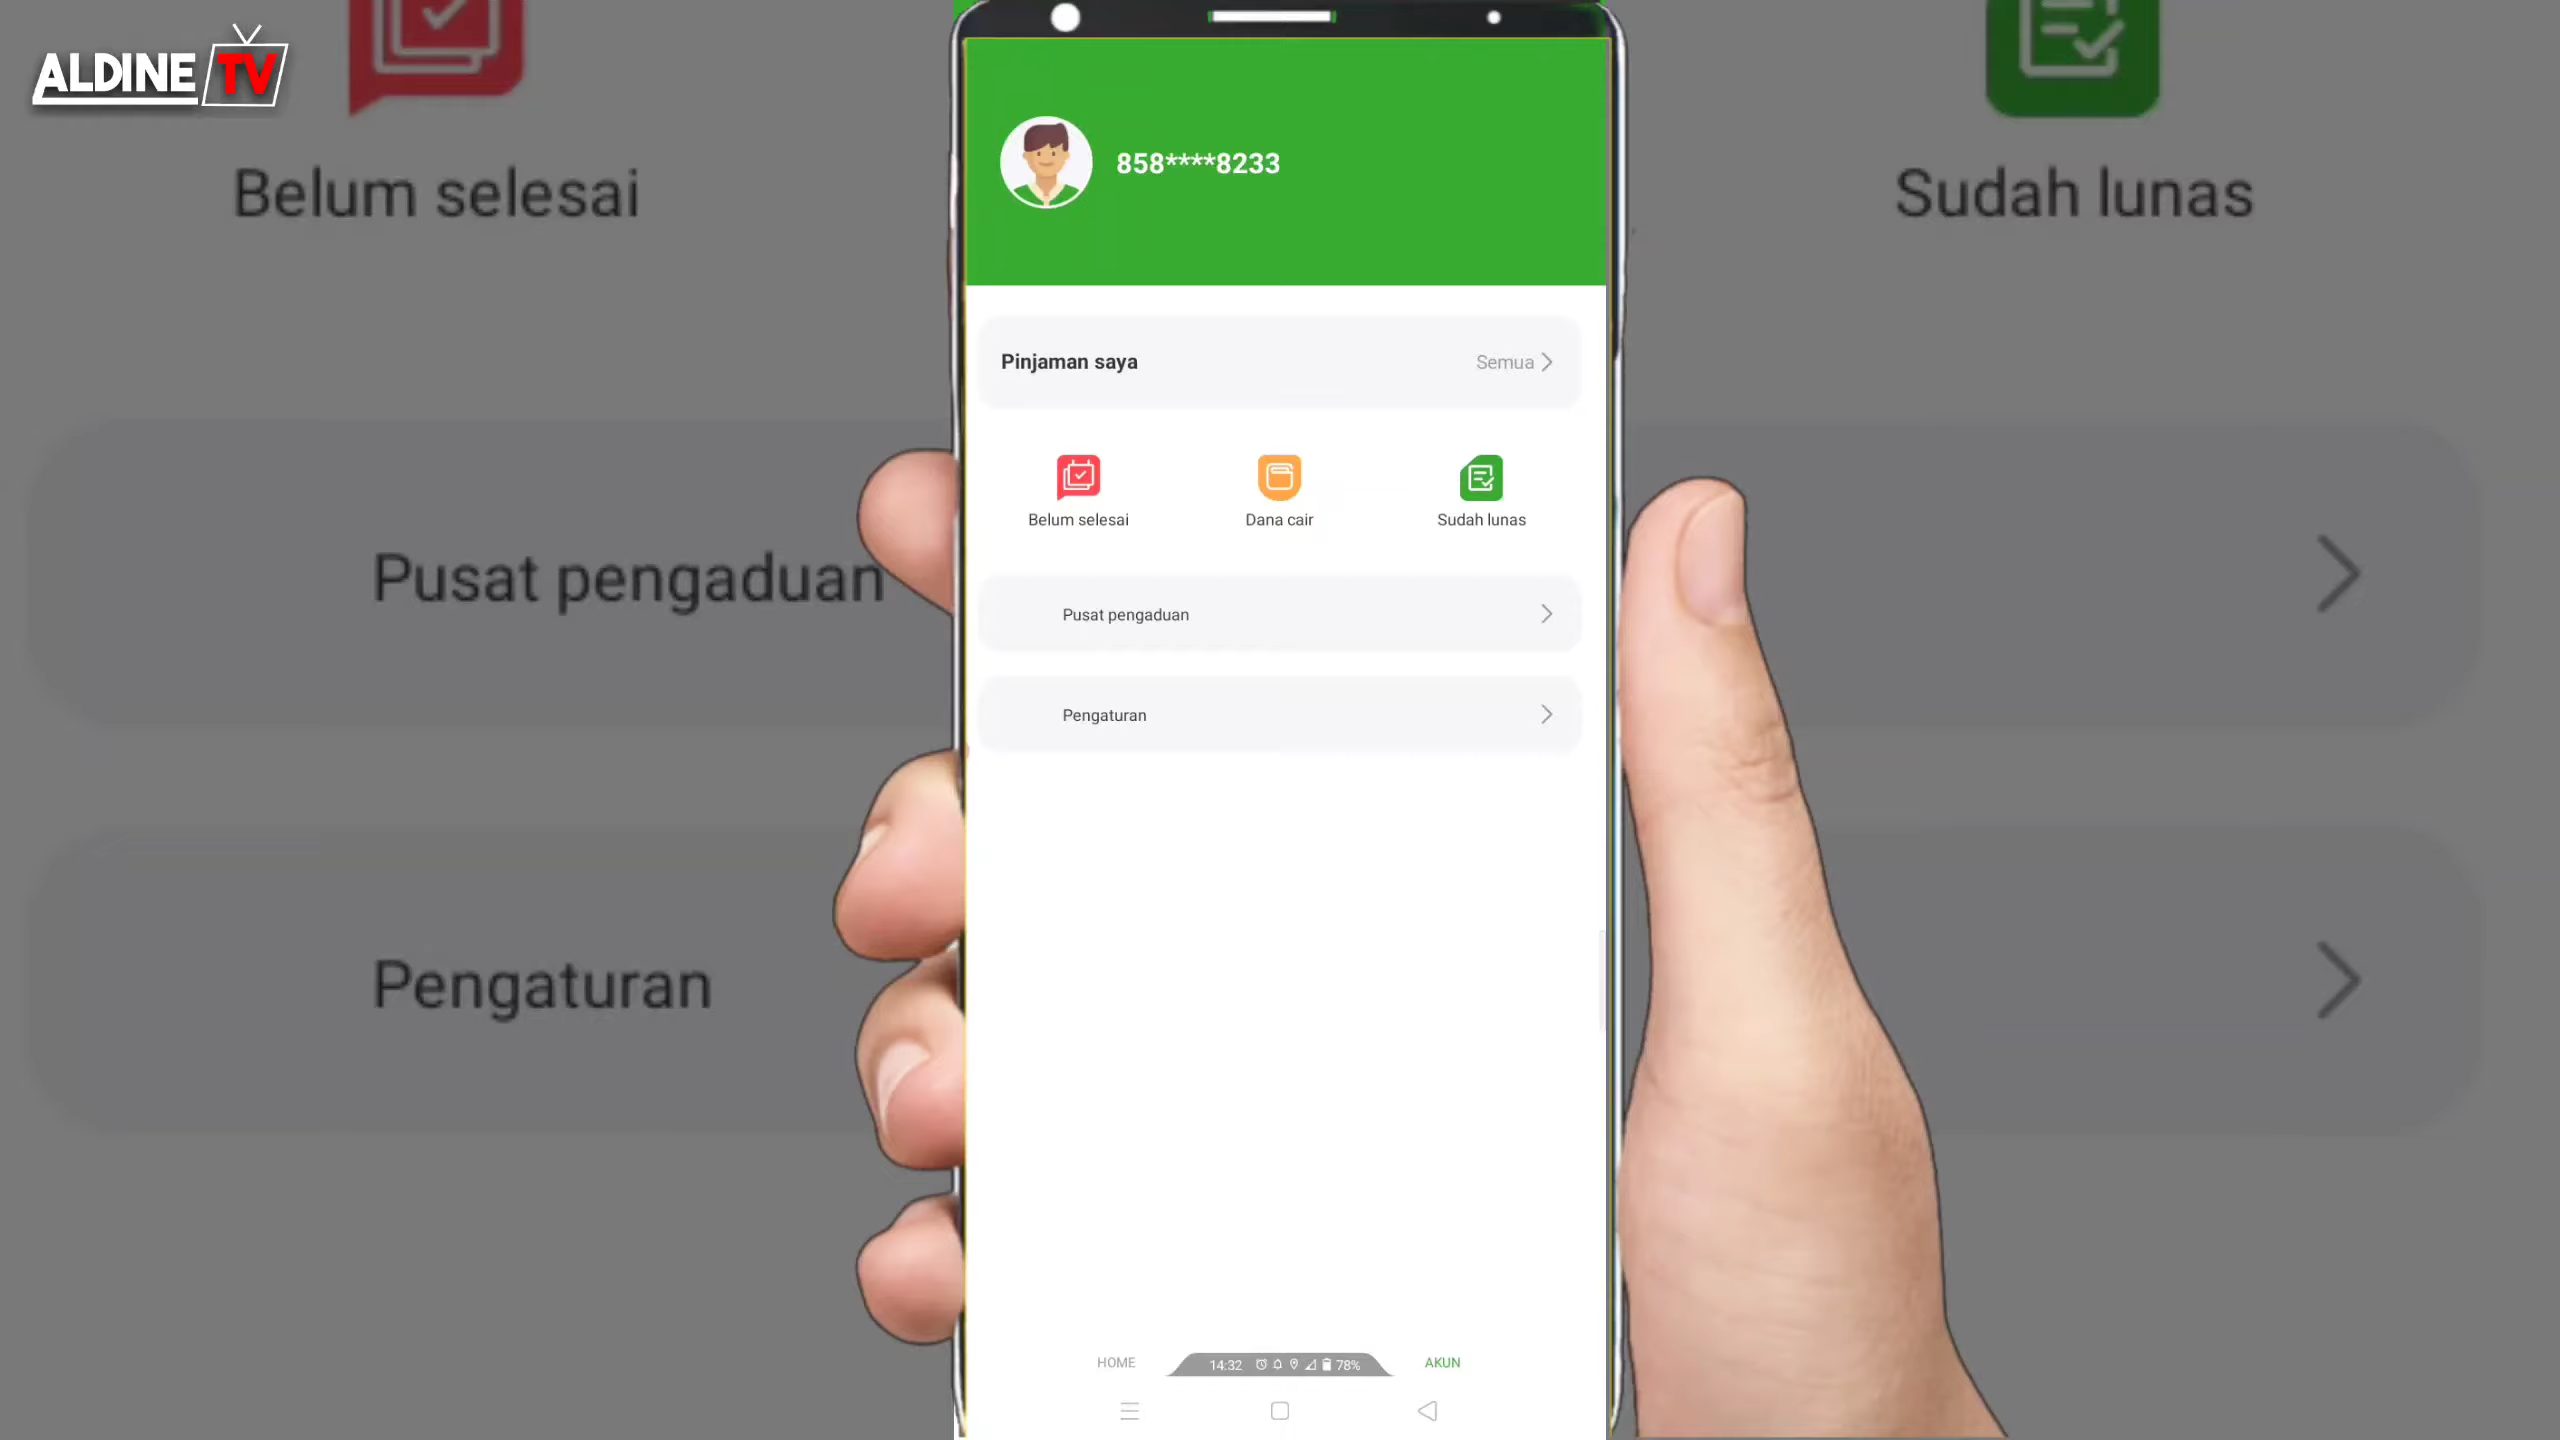 ALDINE TV
Belum selesai
Sudah lunas
Pusat pengaduan
Pengaturan
858****8233
Pinjaman saya
Semua
Belum selesai
Dana cair
Sudah lunas
Pusat pengaduan
Pengaturan
HOME
14:32
78%
AKUN